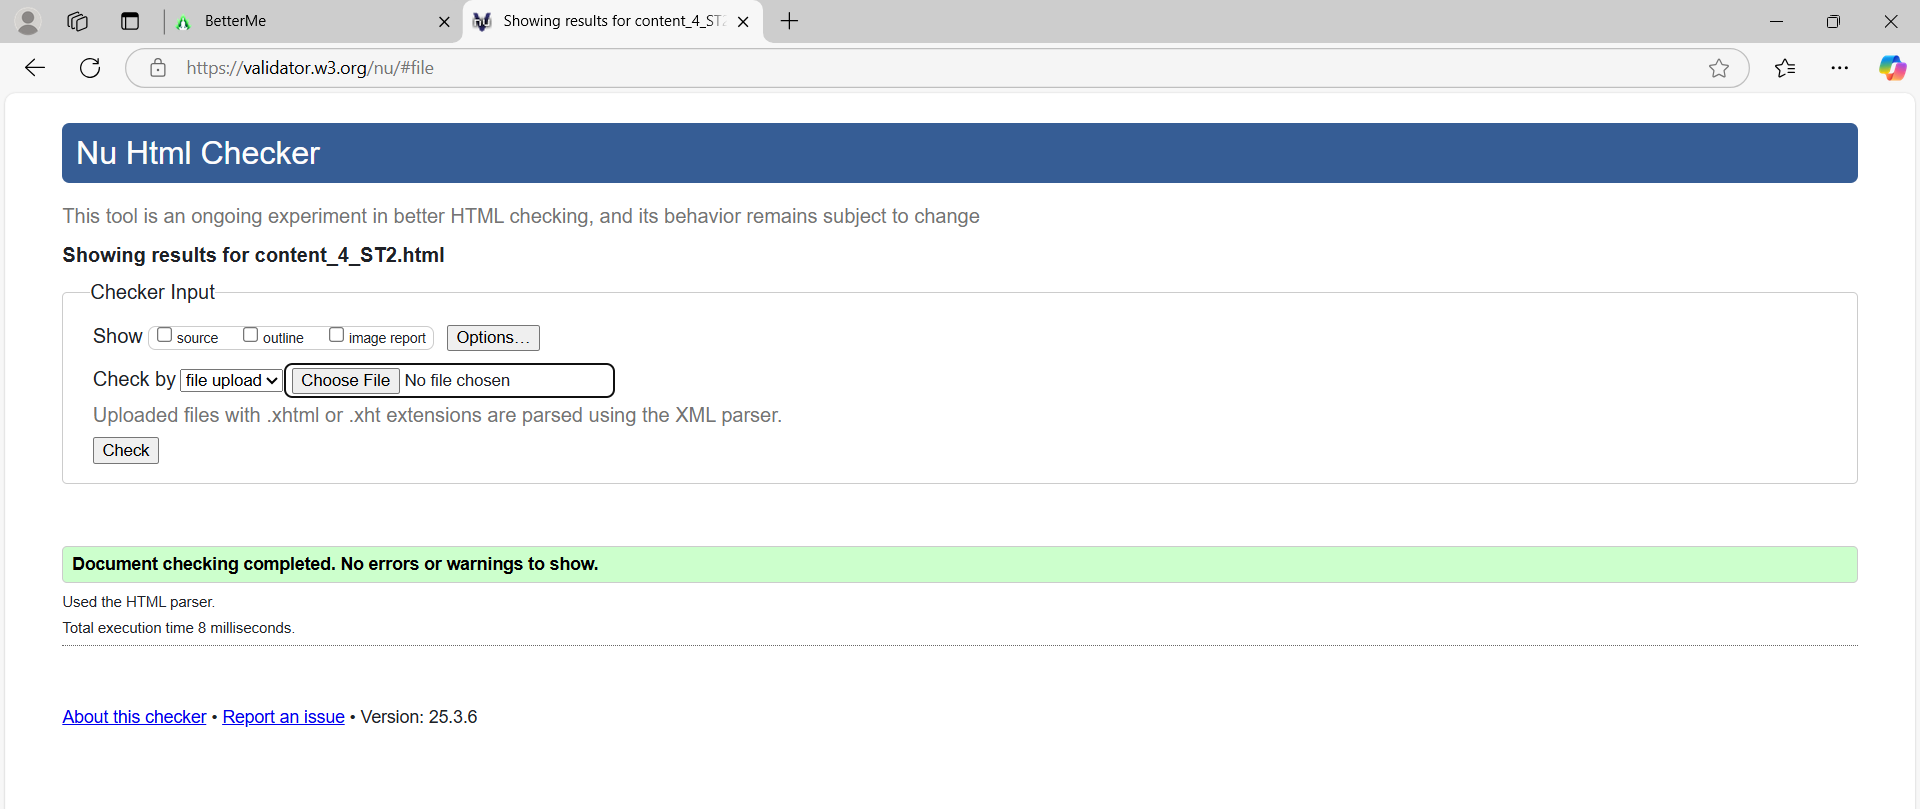 BetterMe
Showing results for content_4_ST
https://validator.w3.org/nu/#file
Nu Html Checker
This tool is an ongoing experiment in better HTML checking, and its behavior remains subject to change
Showing results for content_4_ST2.html
Checker Input
Show source outline image report Options...
Check by file upload Choose File No file chosen
Uploaded files with .xhtml or .xht extensions are parsed using the XML parser.
Check
Document checking completed. No errors or warnings to show.
Used the HTML parser.
Total execution time 8 milliseconds.
About this checker • Report an issue • Version: 25.3.6